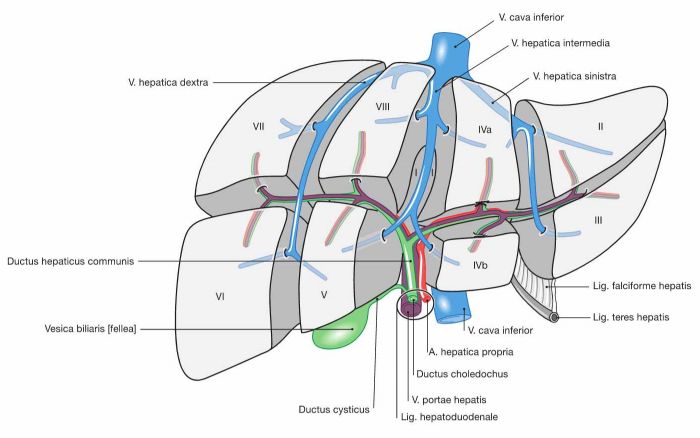 V. cava inferior
V. hepatica intermedia
V. hepatica dextra
V. hepatica sinistra
VIII
VII
IVa
II
I
I
III
IVb
Ductus hepaticus communis
VI
V
Lig. falciforme hepatis
Lig. teres hepatis
Vesica biliaris [fellea]
V. cava inferior
A. hepatica propria
Ductus choledochus
V. portae hepatis
Ductus cysticus
Lig. hepatoduodenale